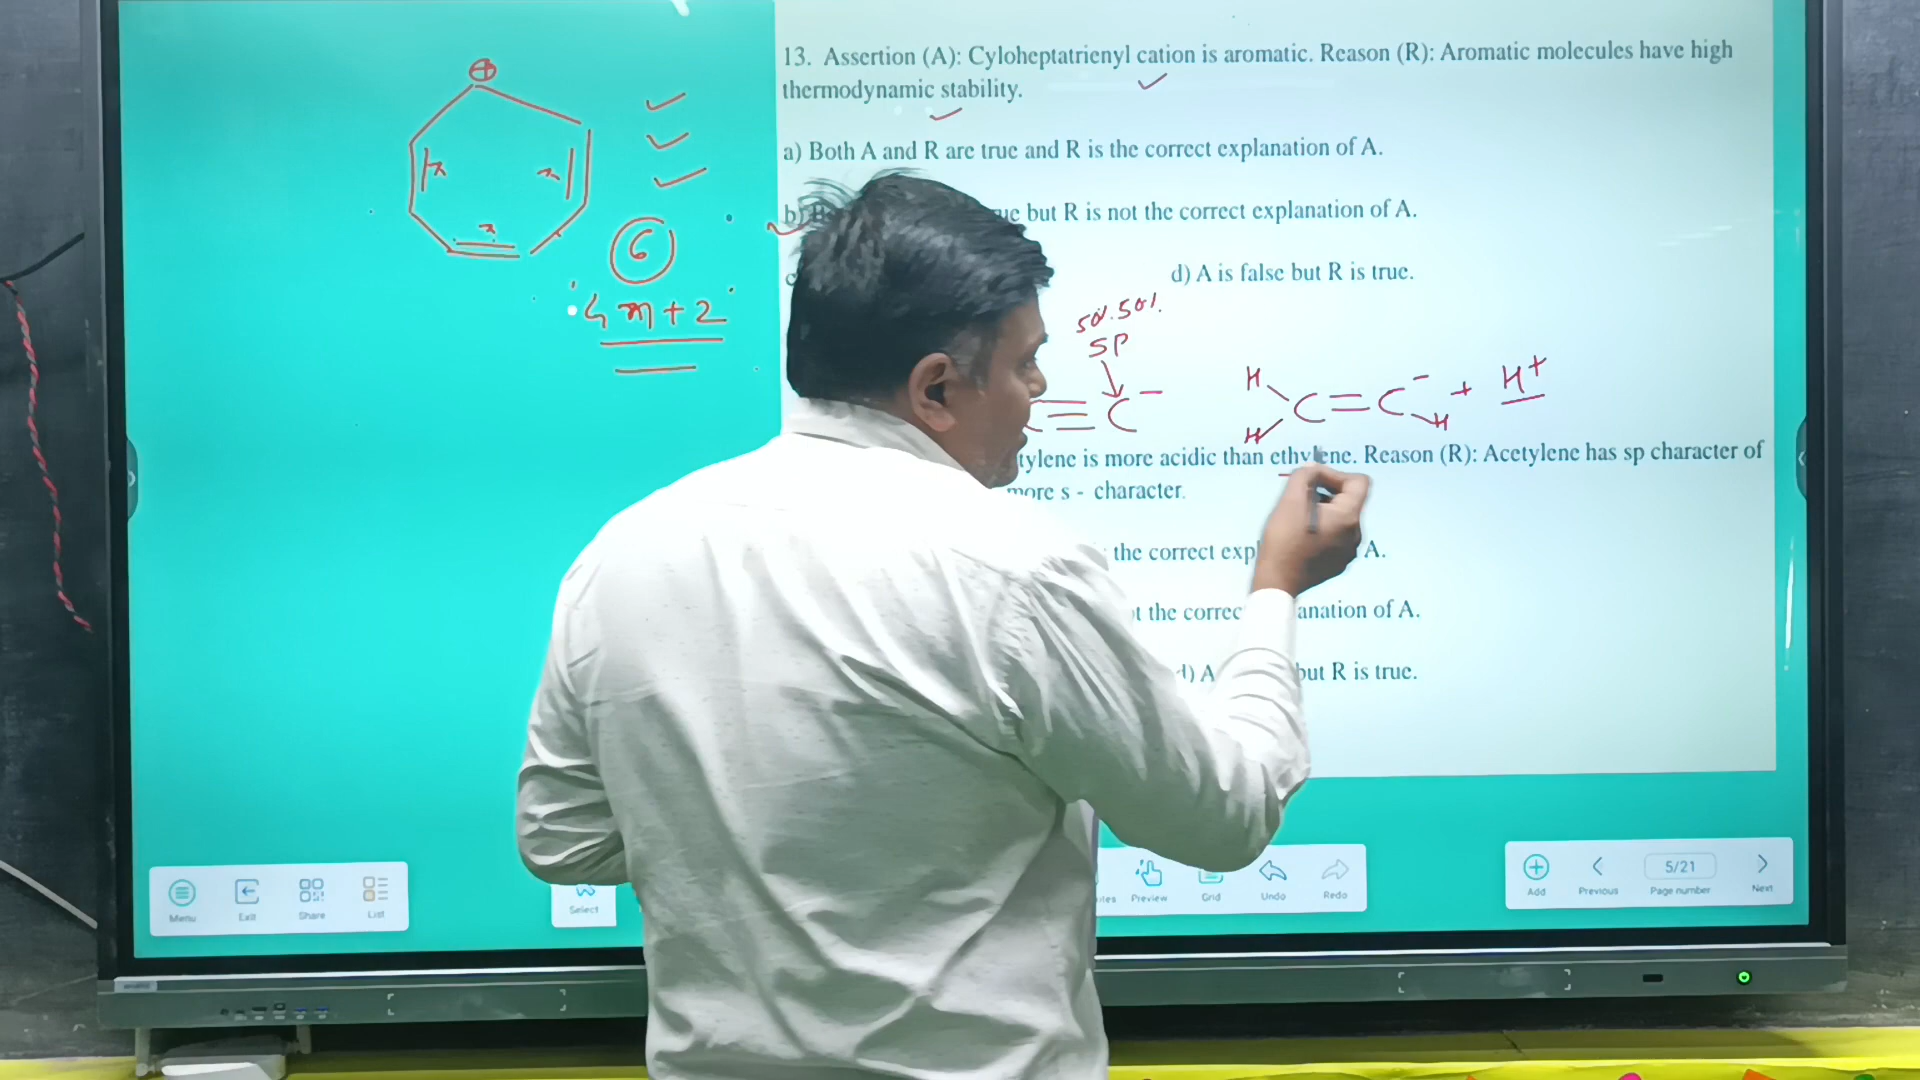 ⊕
π π
π
6
4n+2
13. Assertion (A): Cyloheptatrienyl cation is aromatic. Reason (R): Aromatic molecules have high
thermodynamic stability.
a) Both A and R are true and R is the correct explanation of A.
b) B ue but R is not the correct explanation of A.
d) A is false but R is true.
50%.50%.
SP
≡C⁻
H
H C=C⁻ H + H⁺
tylene is more acidic than ethylene. Reason (R): Acetylene has sp character of
more s - character.
the correct exp A.
t the correc anation of A.
d) A but R is true.
Menu Exit Share List Select Preview Grid Undo Redo Add Previous 5/21 Page number Next